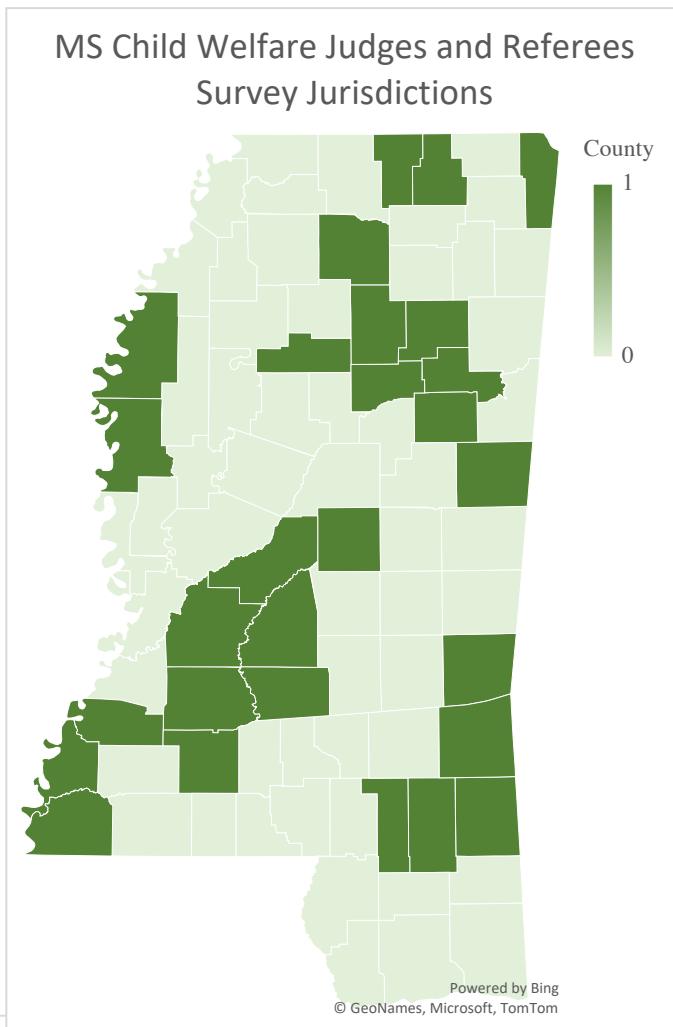 MS Child Welfare Judges and Referees
Survey Jurisdictions
County
1
0
Powered by Bing
© GeoNames, Microsoft, TomTom